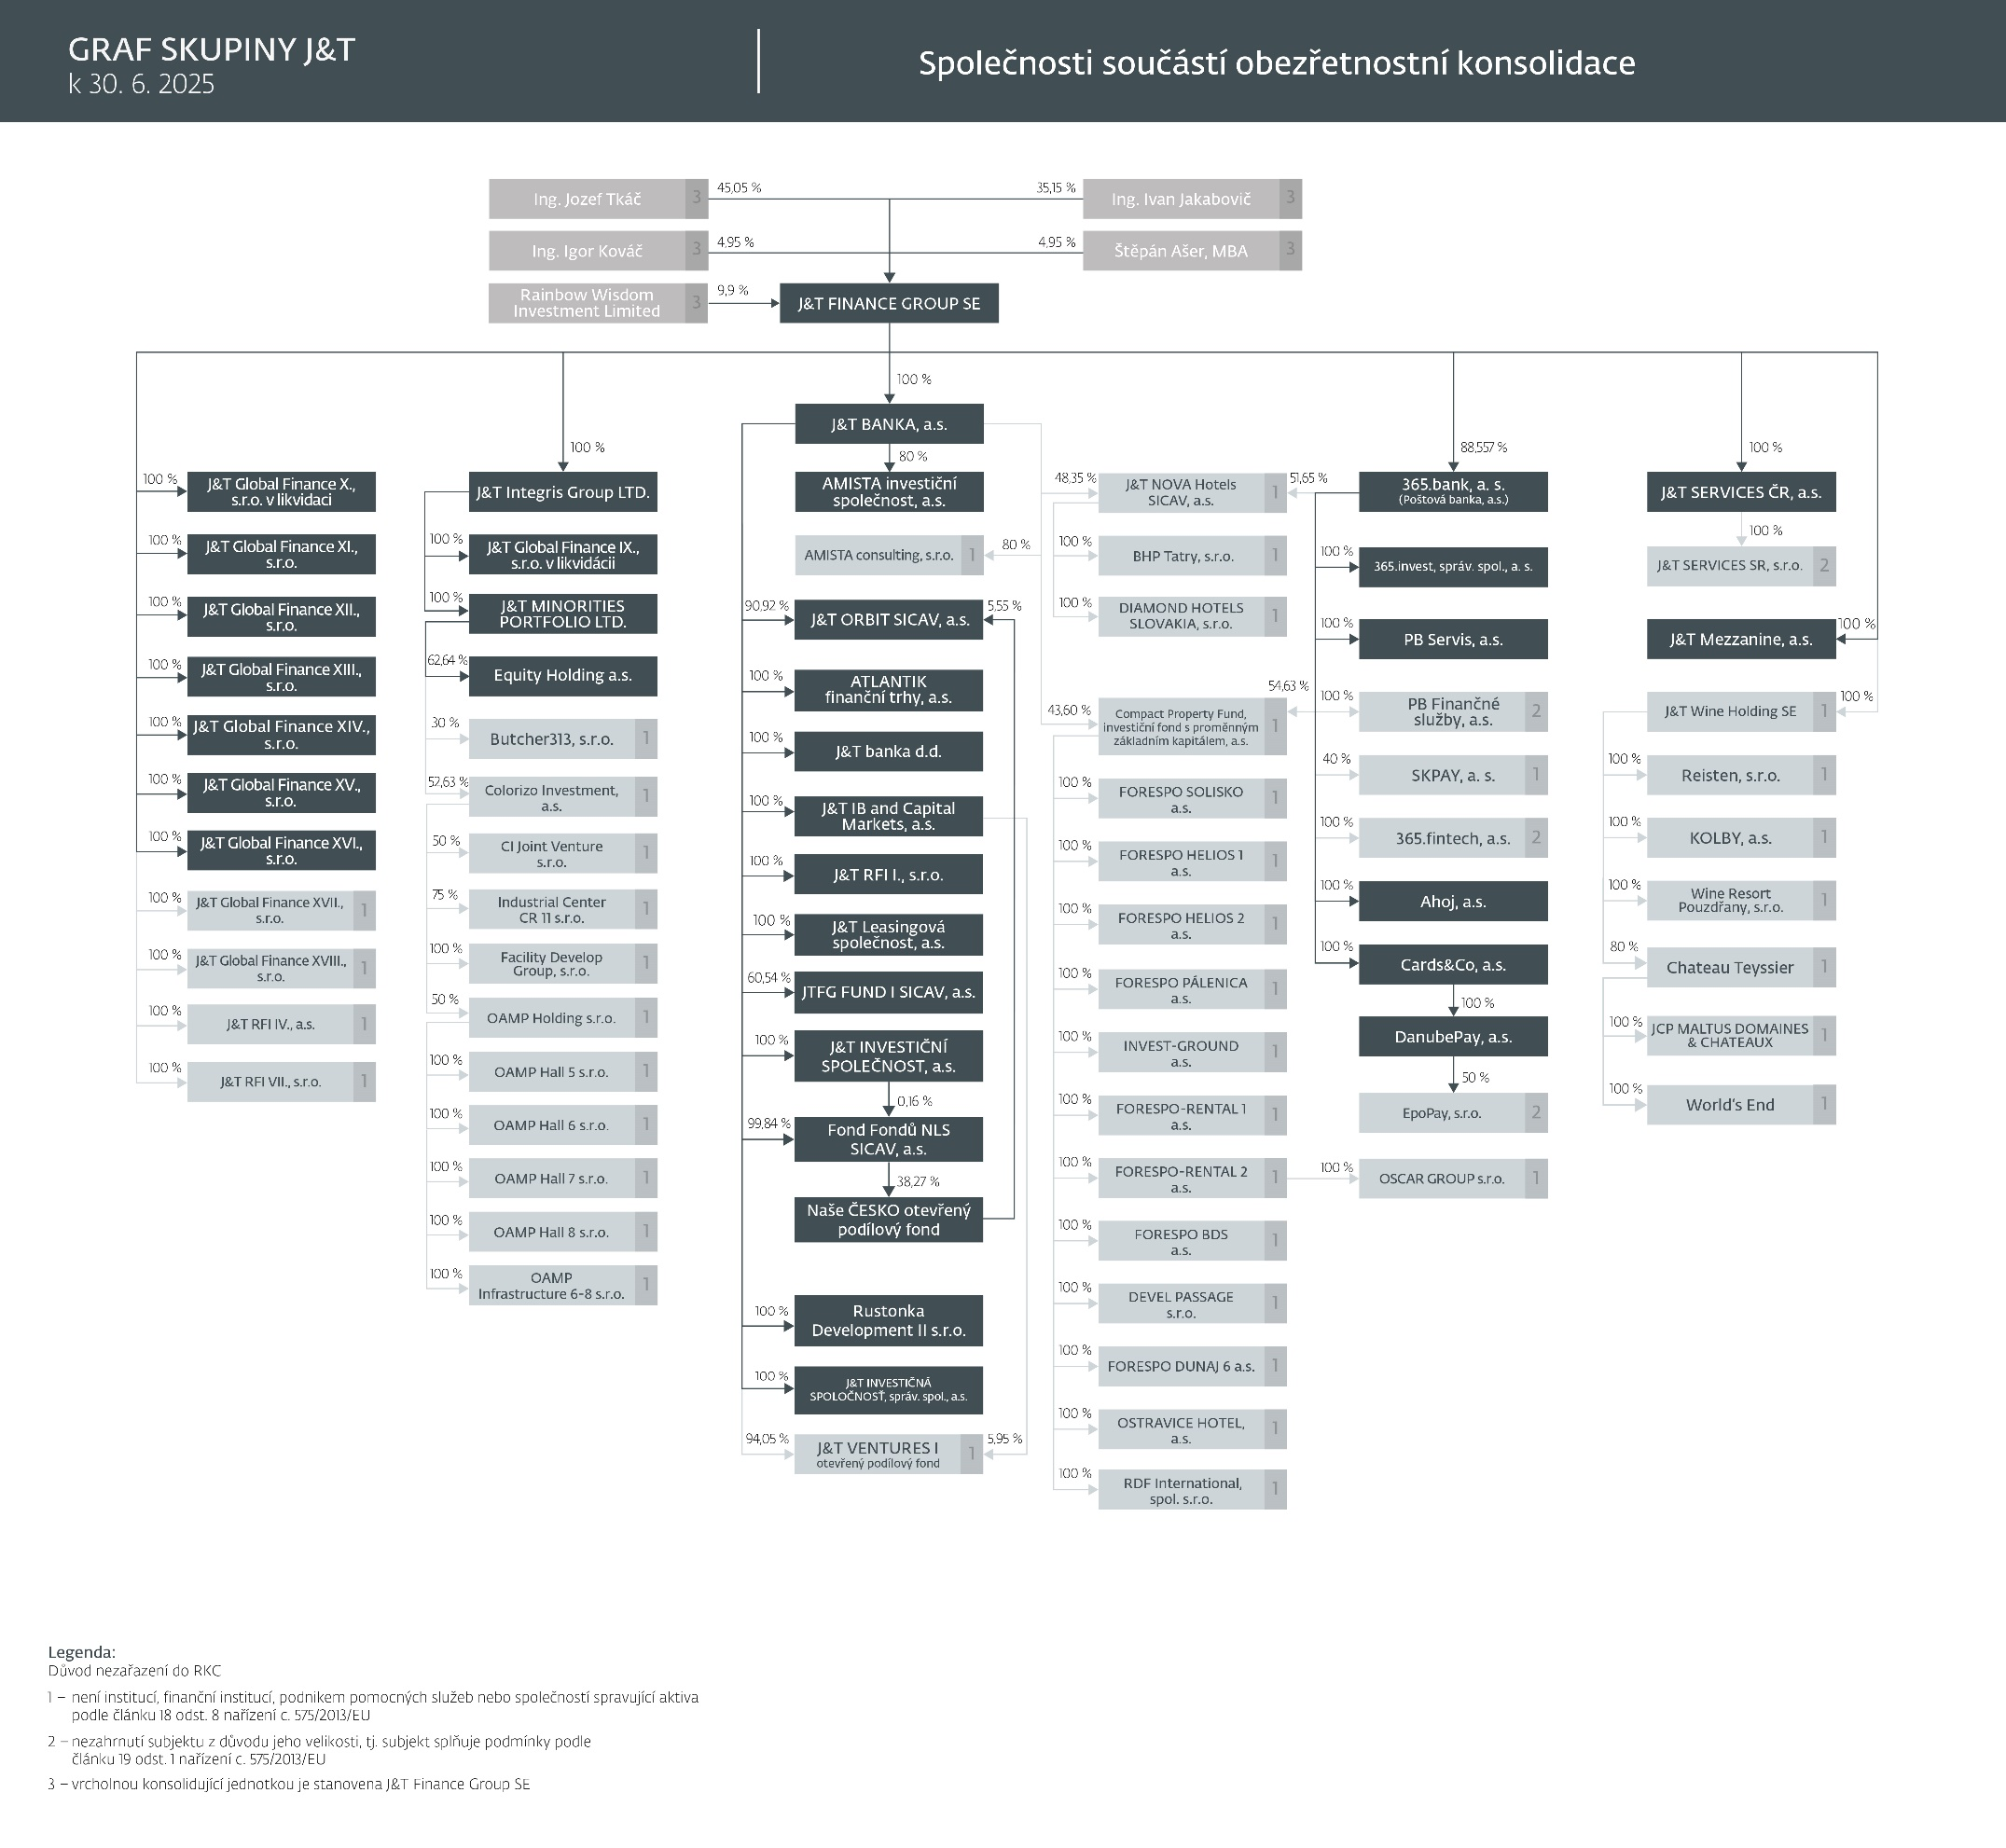 GRAF SKUPINY J&T
k 30. 6. 2025
Společnosti součástí obezřetnostní konsolidace
Ing. Jozef Tkáč
3
45,05 %
35,15 %
Ing. Ivan Jakabovič
3
Ing. Igor Kováč
3
4,95 %
4,95 %
Štěpán Ašer, MBA
3
Rainbow Wisdom
Investment Limited
3
9,9 %
J&T FINANCE GROUP SE
100 %
J&T BANKA, a.s.
100 %
J&T Global Finance X.,
s.r.o. v likvidaci
100 %
J&T Global Finance XI.,
s.r.o.
100 %
J&T Global Finance XII.,
s.r.o.
100 %
J&T Global Finance XIII.,
s.r.o.
100 %
J&T Global Finance XIV.,
s.r.o.
100 %
J&T Global Finance XV.,
s.r.o.
100 %
J&T Global Finance XVI.,
s.r.o.
100 %
J&T Global Finance XVII.,
s.r.o.
1
100 %
J&T Global Finance XVIII.,
s.r.o.
1
100 %
J&T RFI IV., a.s.
1
100 %
J&T RFI VII., s.r.o.
1
100 %
J&T Integris Group LTD.
100 %
J&T Global Finance IX.,
s.r.o. v likvidácii
100 %
J&T MINORITIES
PORTFOLIO LTD.
62,64 %
Equity Holding a.s.
30 %
Butcher313, s.r.o.
1
52,63 %
Colorizo Investment,
a.s.
1
50 %
CI Joint Venture
s.r.o.
1
75 %
Industrial Center
CR 11 s.r.o.
1
100 %
Facility Develop
Group, s.r.o.
1
50 %
OAMP Holding s.r.o.
1
100 %
OAMP Hall 5 s.r.o.
1
100 %
OAMP Hall 6 s.r.o.
1
100 %
OAMP Hall 7 s.r.o.
1
100 %
OAMP Hall 8 s.r.o.
1
100 %
OAMP
Infrastructure 6-8 s.r.o.
1
80 %
AMISTA investiční
společnost, a.s.
AMISTA consulting, s.r.o.
1
80 %
90,92 %
J&T ORBIT SICAV, a.s.
5,55 %
100 %
ATLANTIK
finanční trhy, a.s.
100 %
J&T banka d.d.
100 %
J&T IB and Capital
Markets, a.s.
100 %
J&T RFI I., s.r.o.
100 %
J&T Leasingová
společnost, a.s.
60,54 %
JTFG FUND I SICAV, a.s.
100 %
J&T INVESTIČNÍ
SPOLEČNOST, a.s.
0,16 %
99,84 %
Fond Fondů NLS
SICAV, a.s.
38,27 %
Naše ČESKO otevřený
podílový fond
100 %
Rustonka
Development II s.r.o.
100 %
J&T INVESTIČNÁ
SPOLOČNOSŤ, správ. spol., a.s.
94,05 %
J&T VENTURES I
otevřený podílový fond
1
5,95 %
48,35 %
J&T NOVA Hotels
SICAV, a.s.
1
51,65 %
100 %
BHP Tatry, s.r.o.
1
100 %
DIAMOND HOTELS
SLOVAKIA, s.r.o.
1
43,60 %
Compact Property Fund,
investiční fond s proměnným
základním kapitálem, a.s.
1
54,63 %
100 %
FORESPO SOLISKO
a.s.
1
100 %
FORESPO HELIOS 1
a.s.
1
100 %
FORESPO HELIOS 2
a.s.
1
100 %
FORESPO PÁLENICA
a.s.
1
100 %
INVEST-GROUND
a.s.
1
100 %
FORESPO-RENTAL 1
a.s.
1
100 %
FORESPO-RENTAL 2
a.s.
1
100 %
FORESPO BDS
a.s.
1
100 %
DEVEL PASSAGE
s.r.o.
1
100 %
FORESPO DUNAJ 6 a.s.
1
100 %
OSTRAVICE HOTEL,
a.s.
1
100 %
RDF International,
spol. s.r.o.
1
88,557 %
365.bank, a. s.
(Poštová banka, a.s.)
100 %
365.invest, správ. spol., a. s.
100 %
PB Servis, a.s.
100 %
PB Finančné
služby, a.s.
2
40 %
SKPAY, a. s.
1
100 %
365.fintech, a.s.
2
100 %
Ahoj, a.s.
100 %
Cards&Co, a.s.
100 %
DanubePay, a.s.
50 %
EpoPay, s.r.o.
2
100 %
OSCAR GROUP s.r.o.
1
100 %
J&T SERVICES ČR, a.s.
100 %
J&T SERVICES SR, s.r.o.
2
100 %
J&T Mezzanine, a.s.
100 %
J&T Wine Holding SE
1
100 %
Reisten, s.r.o.
1
100 %
KOLBY, a.s.
1
100 %
Wine Resort
Pouzdřany, s.r.o.
1
80 %
Chateau Teyssier
1
100 %
JCP MALTUS DOMAINES
& CHATEAUX
1
100 %
World's End
1
Legenda:
Důvod nezařazení do RKC
1 – není institucí, finanční institucí, podnikem pomocných služeb nebo společností spravující aktiva
podle článku 18 odst. 8 nařízení c. 575/2013/EU
2 – nezahrnutí subjektu z důvodu jeho velikosti, tj. subjekt splňuje podmínky podle
článku 19 odst. 1 nařízení c. 575/2013/EU
3 – vrcholnou konsolidující jednotkou je stanovena J&T Finance Group SE